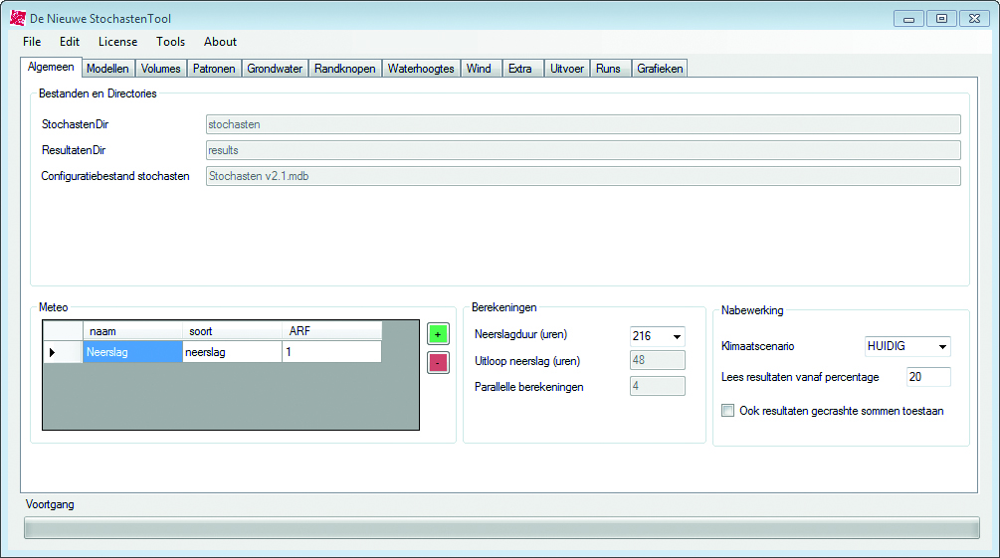 De Nieuwe StochastenTool
File Edit License Tools About
Algemeen Modellen Volumes Patronen Grondwater Randknopen Waterhoogtes Wind Extra Uitvoer Runs Grafieken
Bestanden en Directories
StochastenDir stochasten
ResultatenDir results
Configuratiebestand stochasten Stochasten v2.1.mdb
Meteo
naam soort ARF
Neerslag neerslag 1
+
-
Berekeningen
Neerslagduur (uren) 216
Uitloop neerslag (uren) 48
Parallelle berekeningen 4
Nabewerking
Klimaatscenario HUIDIG
Lees resultaten vanaf percentage 20
Ook resultaten gecrashte sommen toestaan
Voortgang